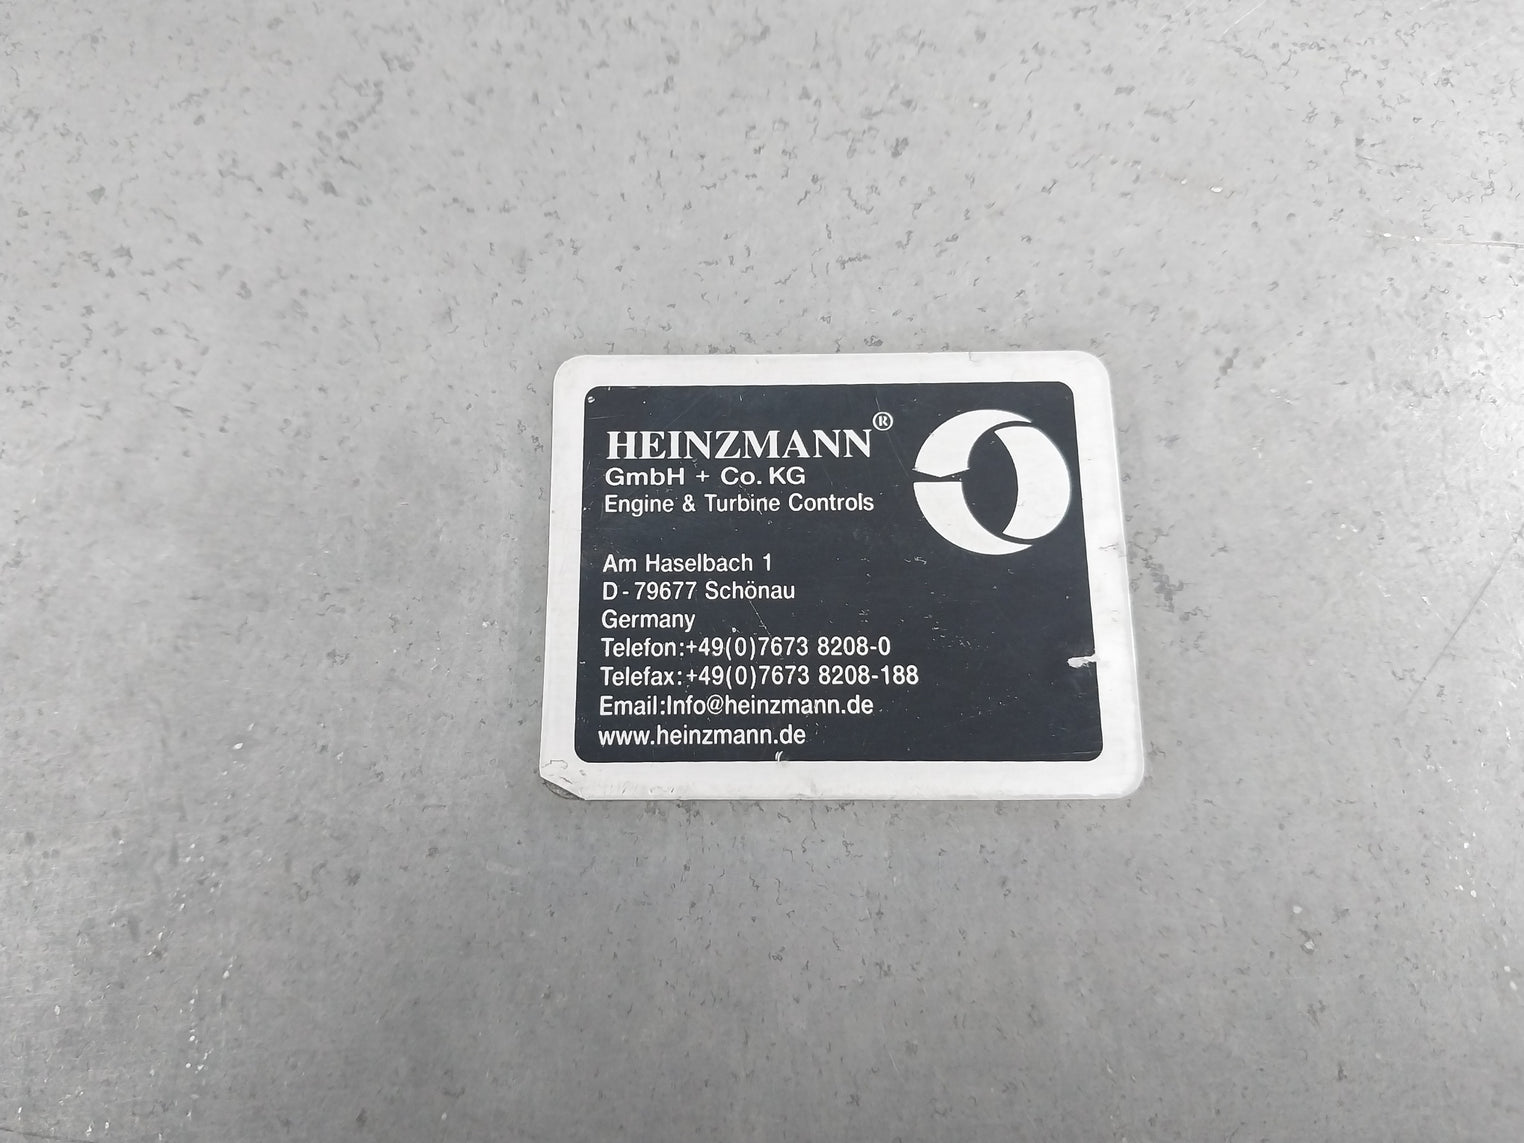 HEINZMANN®
GmbH + Co. KG
Engine & Turbine Controls
Am Haselbach 1
D - 79677 Schönau
Germany
Telefon:+49(0)7673 8208-0
Telefax:+49(0)7673 8208-188
Email:Info@heinzmann.de
www.heinzmann.de